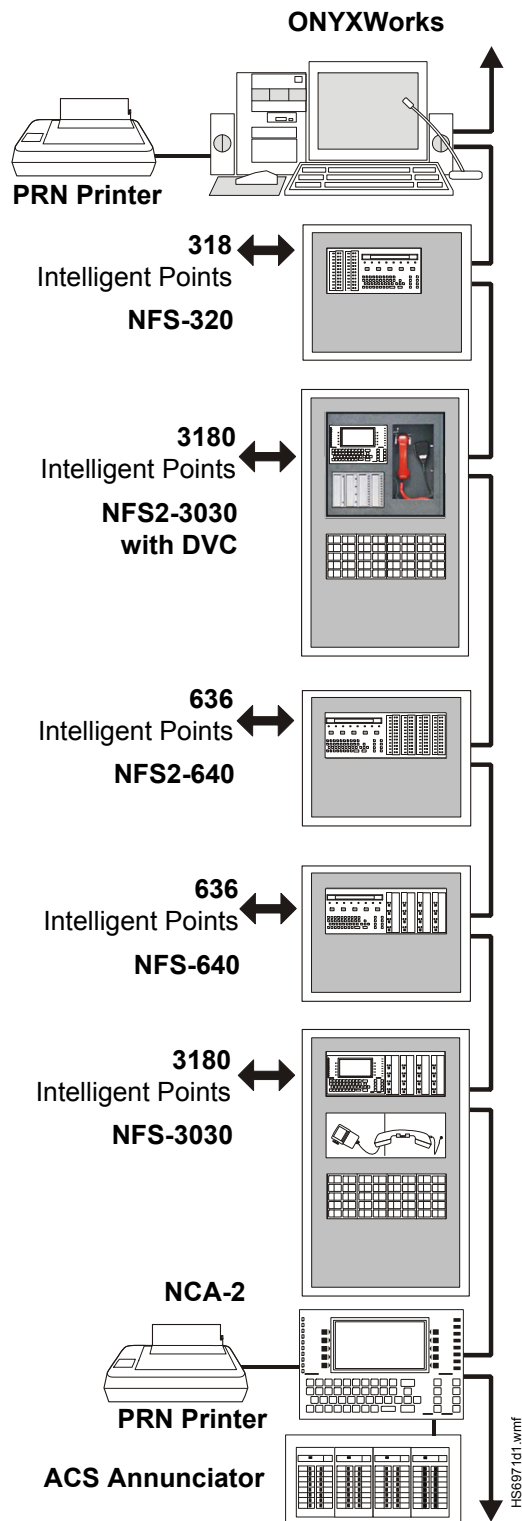 ONYXWorks
PRN Printer
318
Intelligent Points
NFS-320
3180
Intelligent Points
NFS2-3030
with DVC
636
Intelligent Points
NFS2-640
636
Intelligent Points
NFS-640
3180
Intelligent Points
NFS-3030
NCA-2
PRN Printer
ACS Annunciator
HS6971d1.wmf